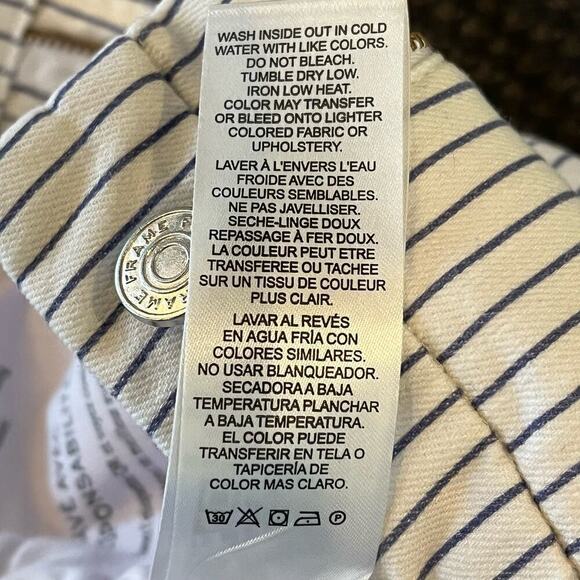 WASH INSIDE OUT IN COLD
WATER WITH LIKE COLORS.
DO NOT BLEACH.
TUMBLE DRY LOW.
IRON LOW HEAT.
COLOR MAY TRANSFER
OR BLEED ONTO LIGHTER
COLORED FABRIC OR
UPHOLSTERY.
LAVER À L'ENVERS L'EAU
FROIDE AVEC DES
COULEURS SEMBLABLES.
NE PAS JAVELLISER.
SECHE-LINGE DOUX
REPASSAGE À FER DOUX.
LA COULEUR PEUT ETRE
TRANSFEREE OU TACHEE
SUR UN TISSU DE COULEUR
PLUS CLAIR.
LAVAR AL REVÉS
EN AGUA FRÍA CON
COLORES SIMILARES.
NO USAR BLANQUEADOR.
SECADORA A BAJA
TEMPERATURA PLANCHAR
A BAJA TEMPERATURA.
EL COLOR PUEDE
TRANSFERIR EN TELA O
TAPICERÍA DE
COLOR MAS CLARO.
30 P
FRAME FRAME